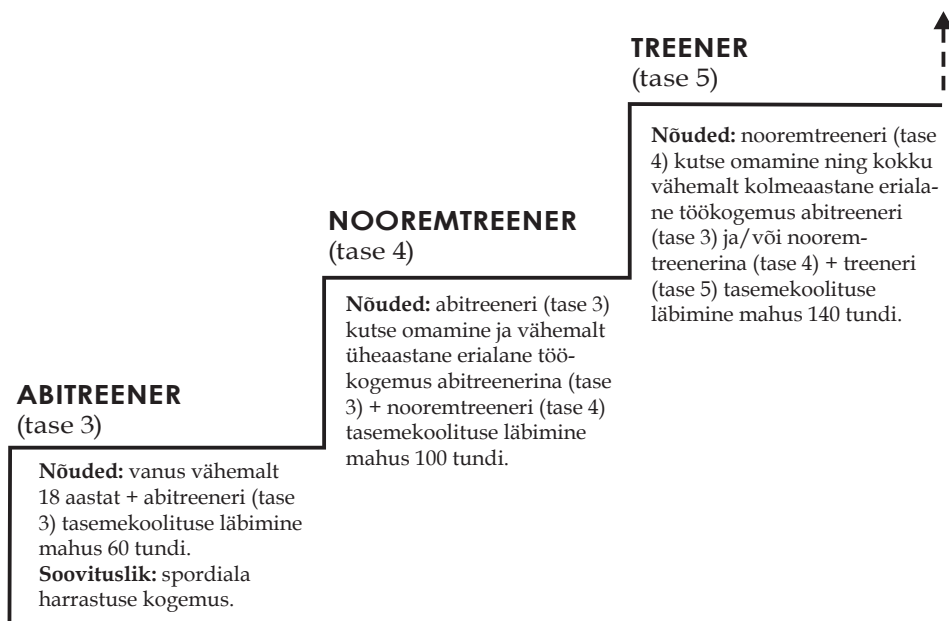 TREENER
(tase 5)
Nõuded: nooremtreeneri (tase
4) kutse omamine ning kokku
vähemalt kolmeaastane eriala-
ne töökogemus abitreeneri
(tase 3) ja/või noorem-
treenerina (tase 4) + treeneri
(tase 5) tasemekoolituse
läbimine mahus 140 tundi.
NOOREMTREENER
(tase 4)
Nõuded: abitreeneri (tase 3)
kutse omamine ja vähemalt
üheaastane erialane töö-
kogemus abitreenerina (tase
3) + nooremtreeneri (tase 4)
tasemekoolituse läbimine
mahus 100 tundi.
ABITREENER
(tase 3)
Nõuded: vanus vähemalt
18 aastat + abitreeneri (tase
3) tasemekoolituse läbimine
mahus 60 tundi.
Soovituslik: spordiala
harrastuse kogemus.